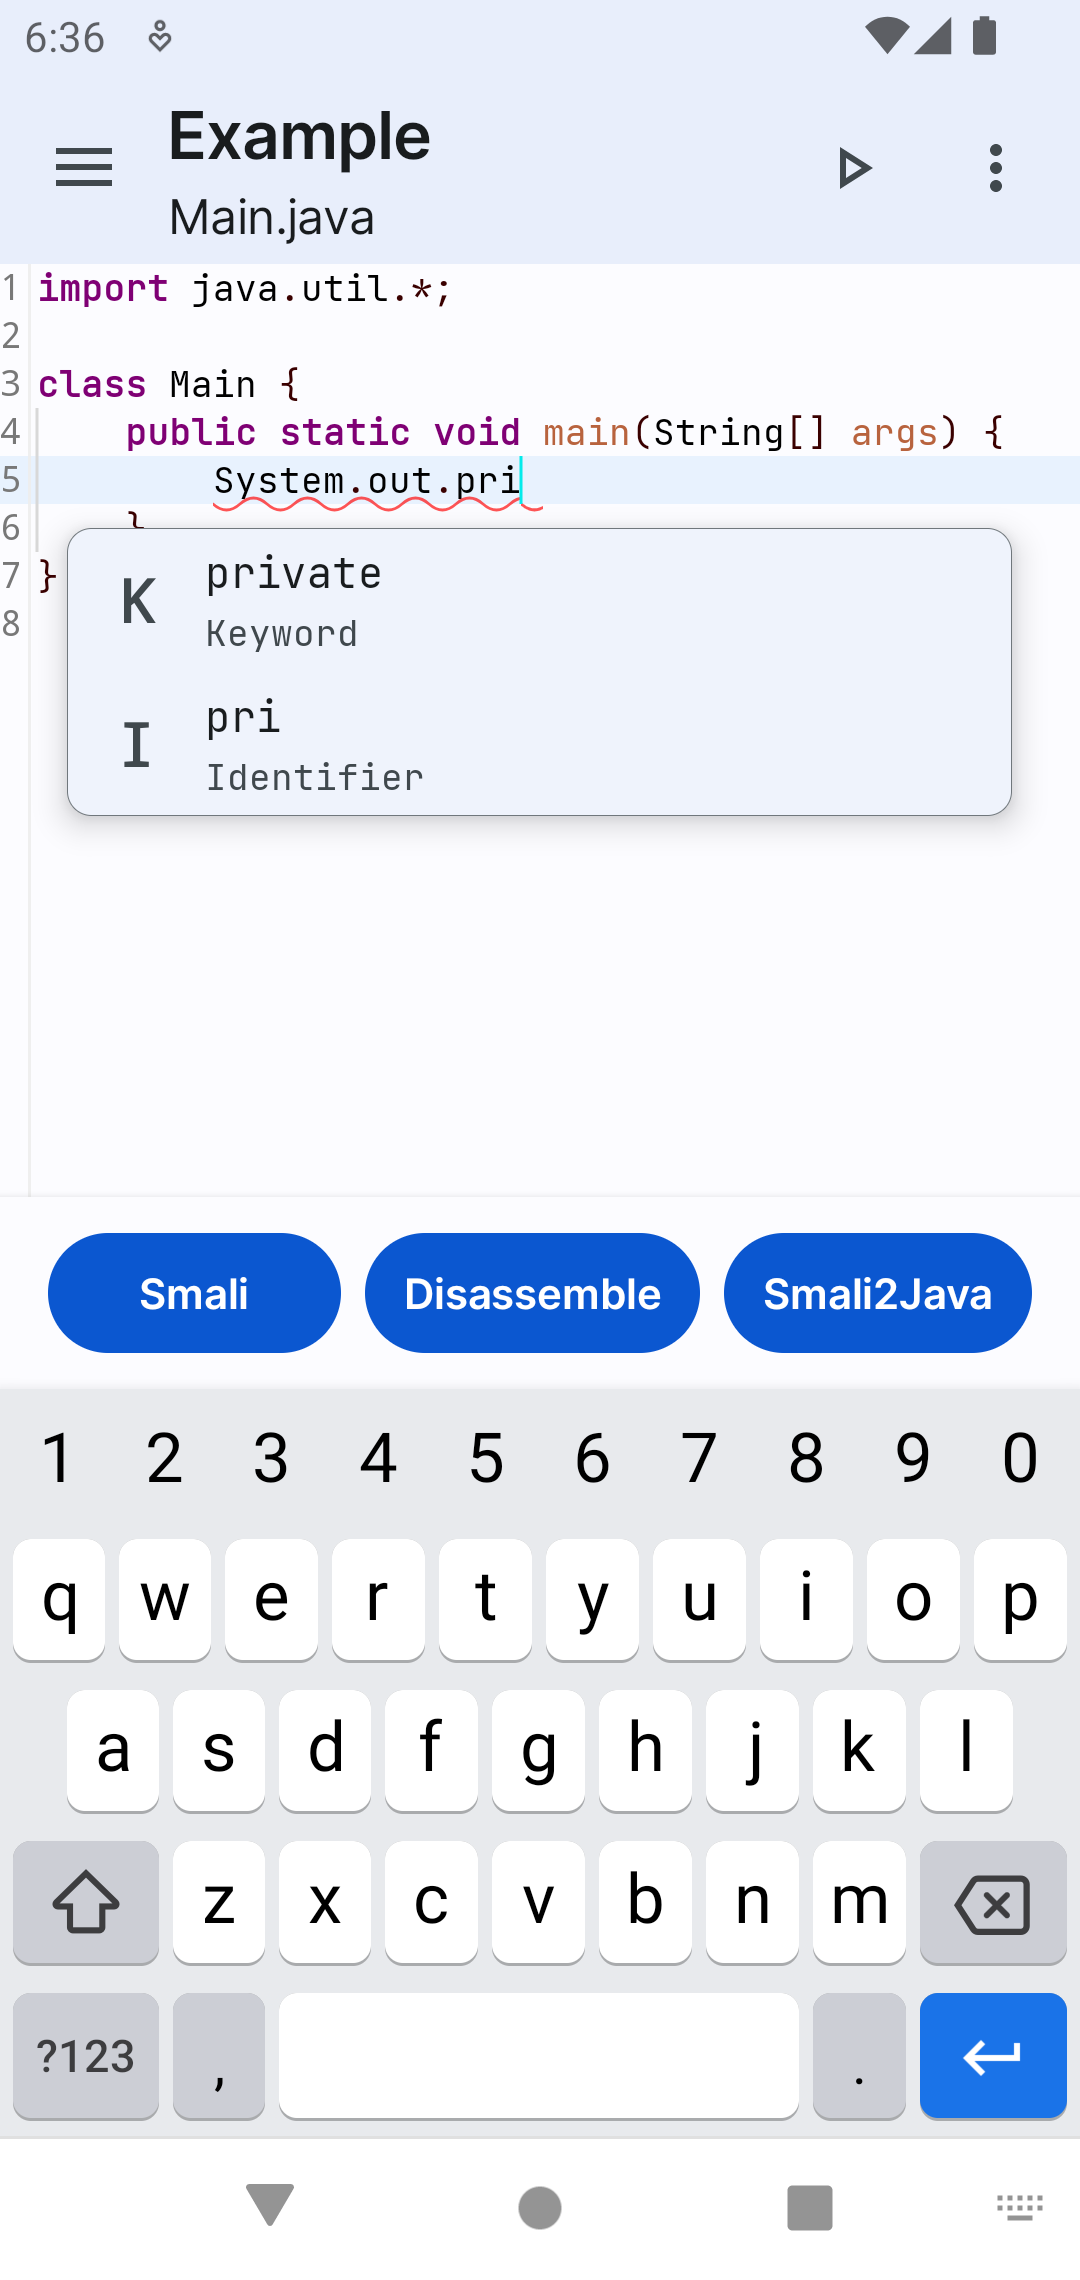 6:36
Example
Main.java
1 import java.util.*;
2
3 class Main {
4 public static void main(String[] args) {
5 System.out.pri
6 }
7 }
8
K private
Keyword
I pri
Identifier
Smali Disassemble Smali2Java
1 2 3 4 5 6 7 8 9 0
q w e r t y u i o p
a s d f g h j k l
z x c v b n m
?123 , .